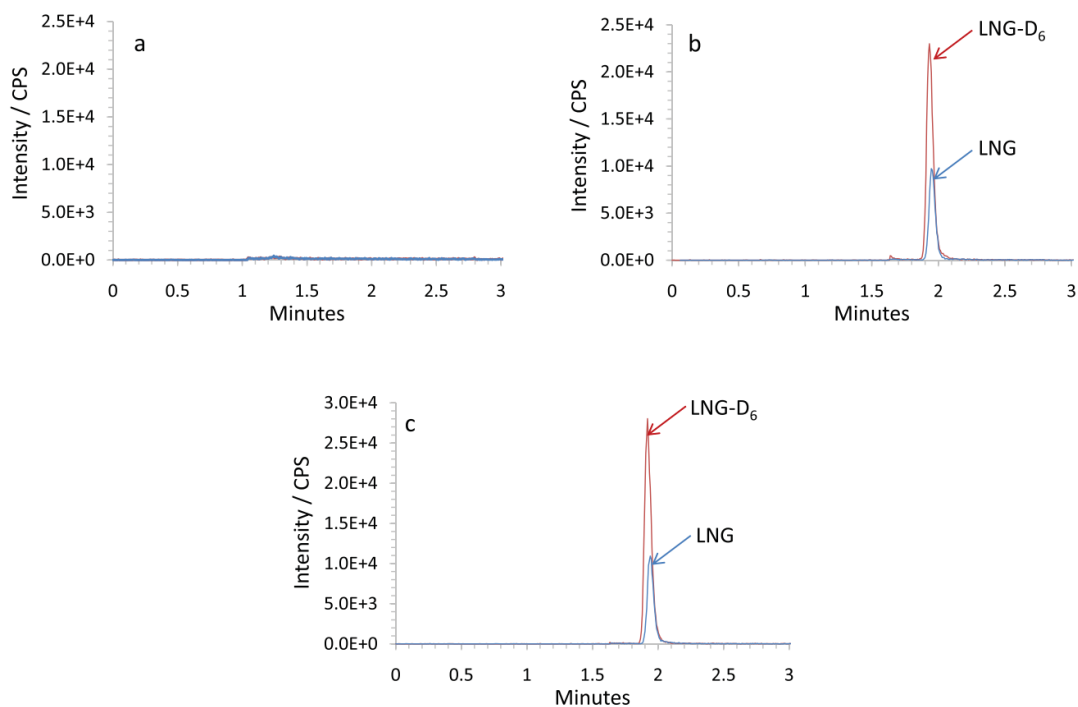 a
2.5E+4
2.0E+4
1.5E+4
1.0E+4
5.0E+3
0.0E+0
Intensity / CPS
0 0.5 1 1.5 2 2.5 3
Minutes
b
2.5E+4
2.0E+4
1.5E+4
1.0E+4
5.0E+3
0.0E+0
Intensity / CPS
LNG-D₆
LNG
0 0.5 1 1.5 2 2.5 3
Minutes
c
3.0E+4
2.5E+4
2.0E+4
1.5E+4
1.0E+4
5.0E+3
0.0E+0
Intensity / CPS
LNG-D₆
LNG
0 0.5 1 1.5 2 2.5 3
Minutes